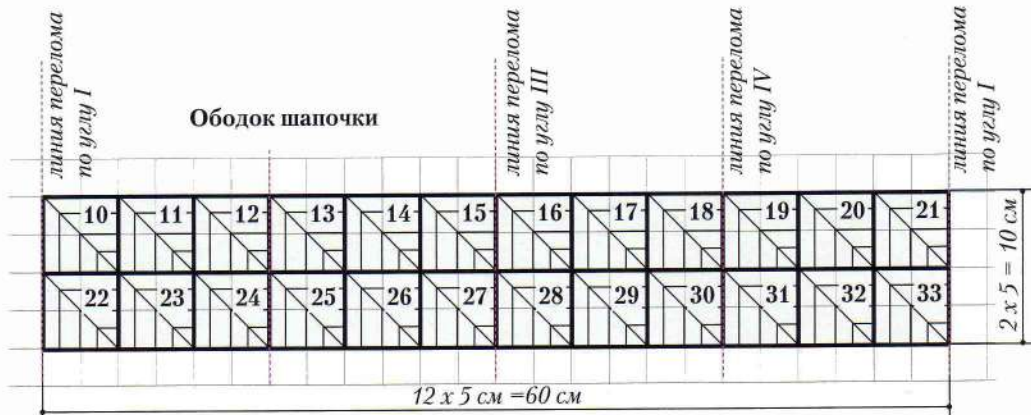 линия перелома
по углу I
Ободок шапочки
линия перелома
по углу III
линия перелома
по углу IV
линия перелома
по углу I
10 11 12 13 14 15 16 17 18 19 20 21
22 23 24 25 26 27 28 29 30 31 32 33
2 х 5 = 10 см
12 х 5 см =60 см